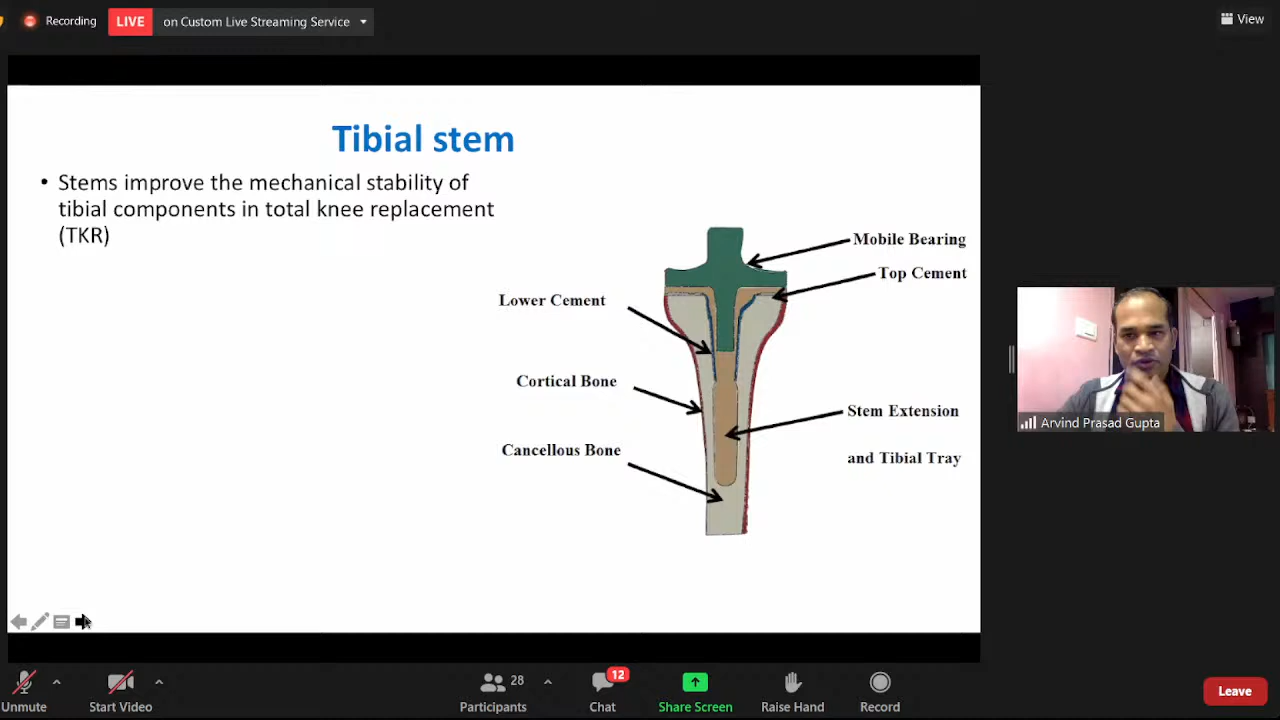 Recording
LIVE
on Custom Live Streaming Service
View
Tibial stem
• Stems improve the mechanical stability of
tibial components in total knee replacement
(TKR)
Mobile Bearing
Top Cement
Lower Cement
Cortical Bone
Stem Extension
Cancellous Bone
and Tibial Tray
Arvind Prasad Gupta
Unmute
Start Video
28
Participants
12
Chat
Share Screen
Raise Hand
Record
Leave